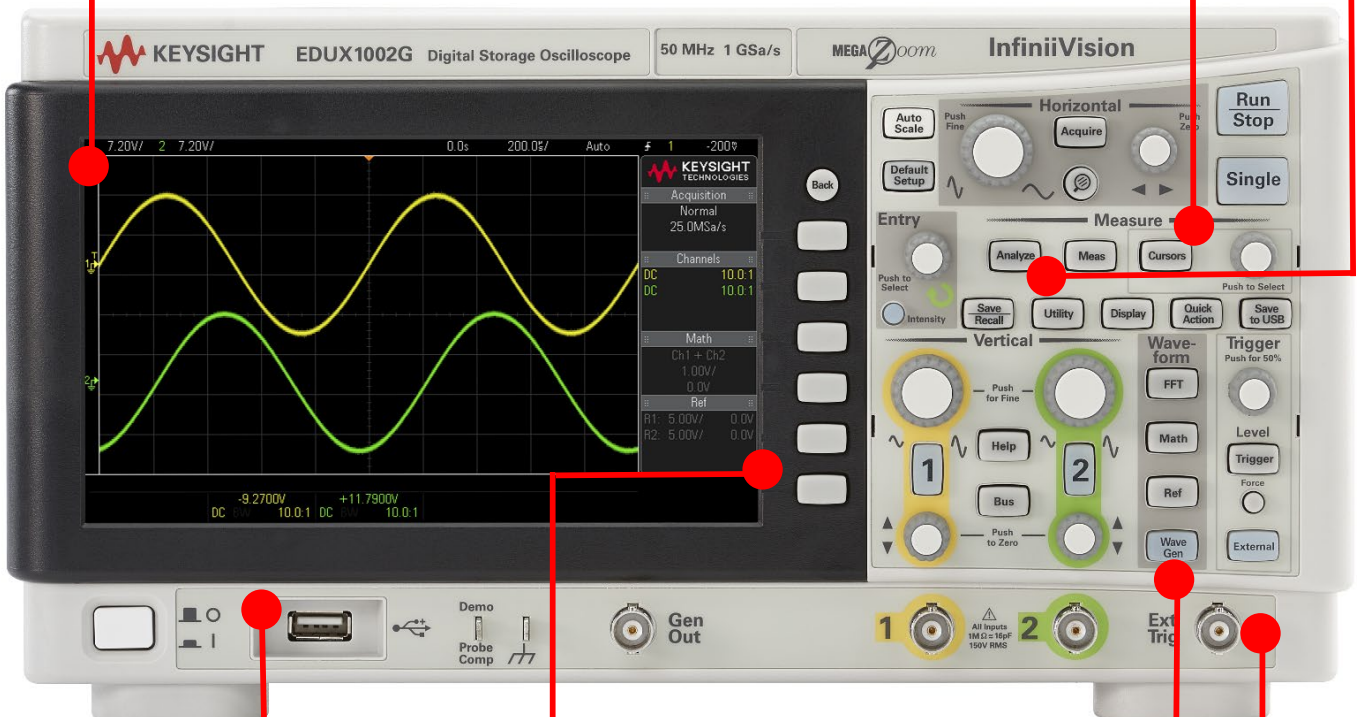 KEYSIGHT EDUX1002G Digital Storage Oscilloscope 50 MHz 1 GSa/s MEGA Zoom InfiniiVision
7.20V/ 2 7.20V/ 0.0s 200.0⅟/ Auto 1 -200
KEYSIGHT
TECHNOLOGIES
Acquisition
Normal
25.0MSa/s
Channels
DC 10.0:1
DC 10.0:1
Math
Ch1 + Ch2
1.00V/
0.0V
Ref
R1: 5.00V/ 0.0V
R2: 5.00V/ 0.0V
T
1
2
-9.2700V +11.7900V
DC BW 10.0:1 DC BW 10.0:1
Back
Auto
Scale
Default
Setup
Horizontal
Push
Fine
Acquire
Push
Zero
Run
Stop
Single
Entry
Push to
Select
Intensity
Measure
Analyze Meas Cursors
Push to Select
Save
Recall
Utility
Display
Quick
Action
Save
to USB
Vertical
Push
for Fine
1
Help
2
Bus
Push
to Zero
Wave-
form
FFT
Math
Ref
Wave
Gen
Trigger
Push for 50%
Level
Trigger
Force
External
Demo
Probe
Comp
Gen
Out
1
All Inputs
1M Ω = 16pF
150V RMS
2
Ext
Trig